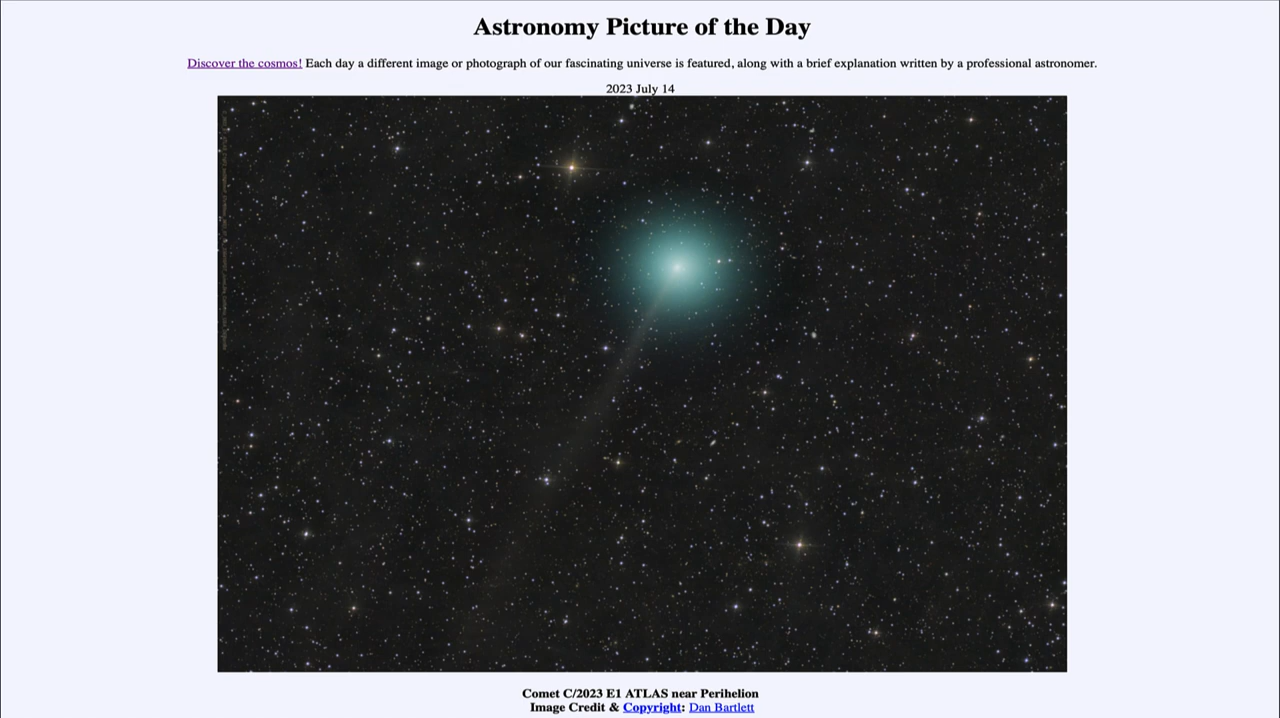 Astronomy Picture of the Day
Discover the cosmos! Each day a different image or photograph of our fascinating universe is featured, along with a brief explanation written by a professional astronomer.
2023 July 14
Comet C/2023 E1 ATLAS near Perihelion
Image Credit & Copyright: Dan Bartlett